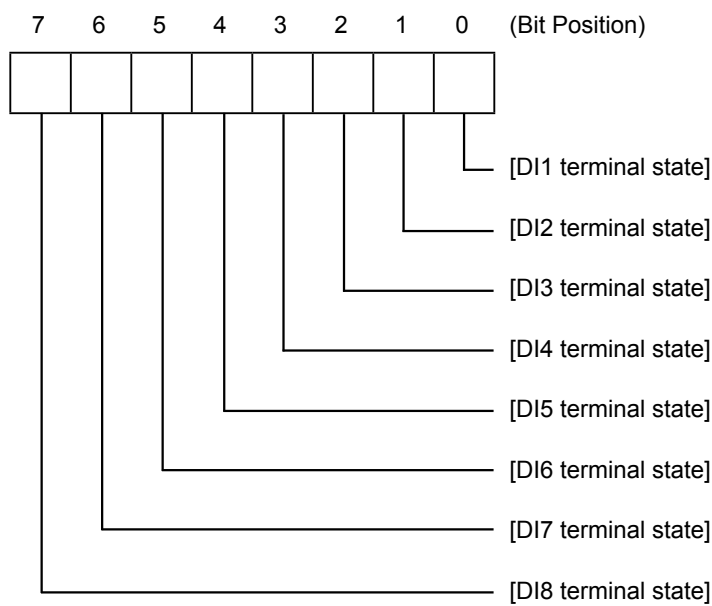 7 6 5 4 3 2 1 0 (Bit Position)
[DI1 terminal state]
[DI2 terminal state]
[DI3 terminal state]
[DI4 terminal state]
[DI5 terminal state]
[DI6 terminal state]
[DI7 terminal state]
[DI8 terminal state]